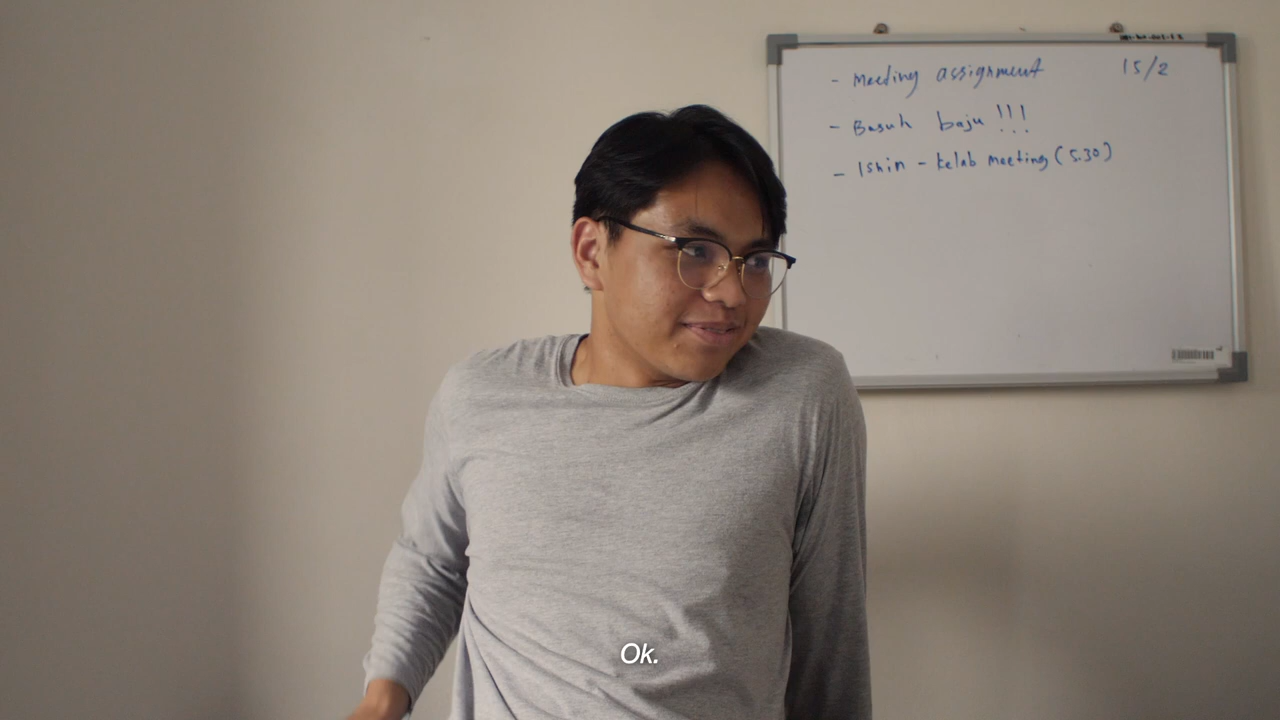 - Meeting assignment 15/2
- Basuh baju !!!
- Ishin - kelab meeting (5.30)
Ok.